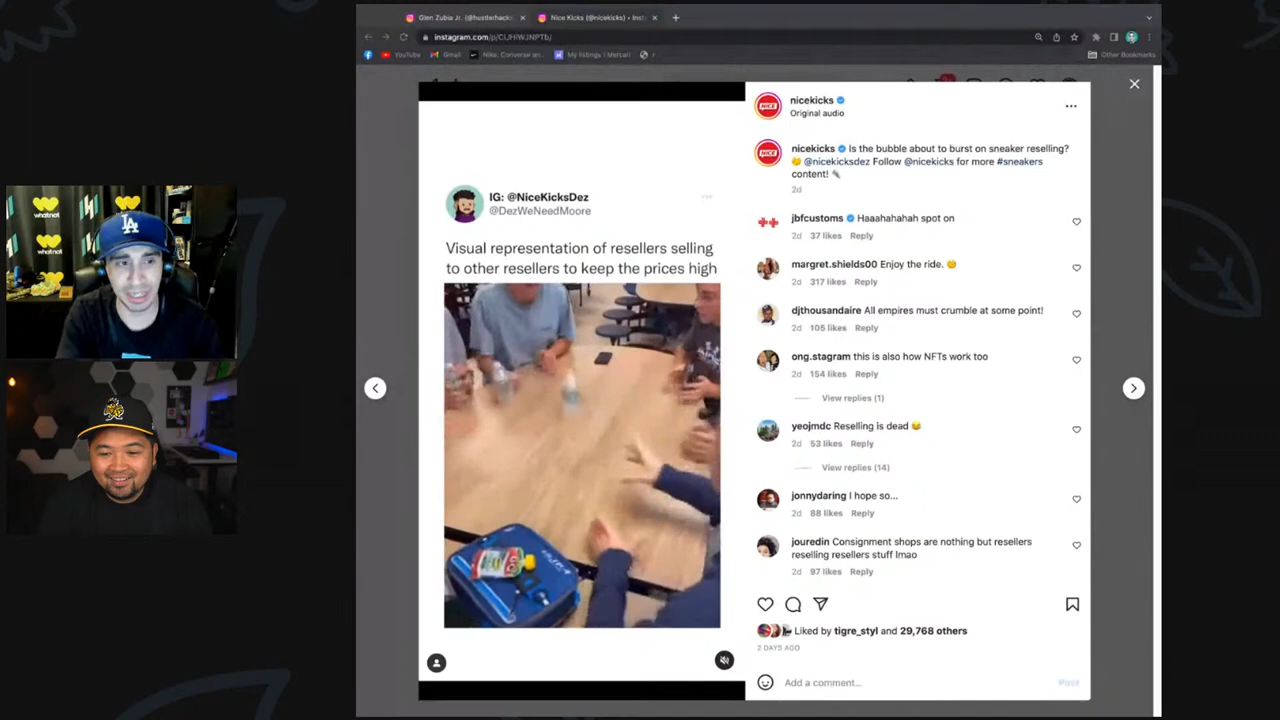 Glen Zubia Jr. (@hustlerhacks
Nice Kicks (@nicekicks) • Inst
YouTube
Gmail
Nike, Converse an...
My listings | Mercari
Other Bookmarks
whatnot
whatnot
LA
nicekicks
Original audio
nicekicks Is the bubble about to burst on sneaker reselling?
@nicekicksdez Follow @nicekicks for more #sneakers
content!
2d
IG: @NiceKicksDez
@DezWeNeedMoore
Visual representation of resellers selling
to other resellers to keep the prices high
jbfcustoms Haaahahahah spot on
2d 37 likes Reply
margret.shields00 Enjoy the ride. 
2d 317 likes Reply
djthousandaire All empires must crumble at some point!
2d 105 likes Reply
ong.stagram this is also how NFTs work too
2d 154 likes Reply
View replies (1)
yeojmdc Reselling is dead 😂
2d 53 likes Reply
View replies (14)
jonnydaring I hope so...
2d 88 likes Reply
jouredin Consignment shops are nothing but resellers
reselling resellers stuff lmao
2d 97 likes Reply
Liked by tigre_styl and 29,768 others
2 DAYS AGO
Add a comment...
Post